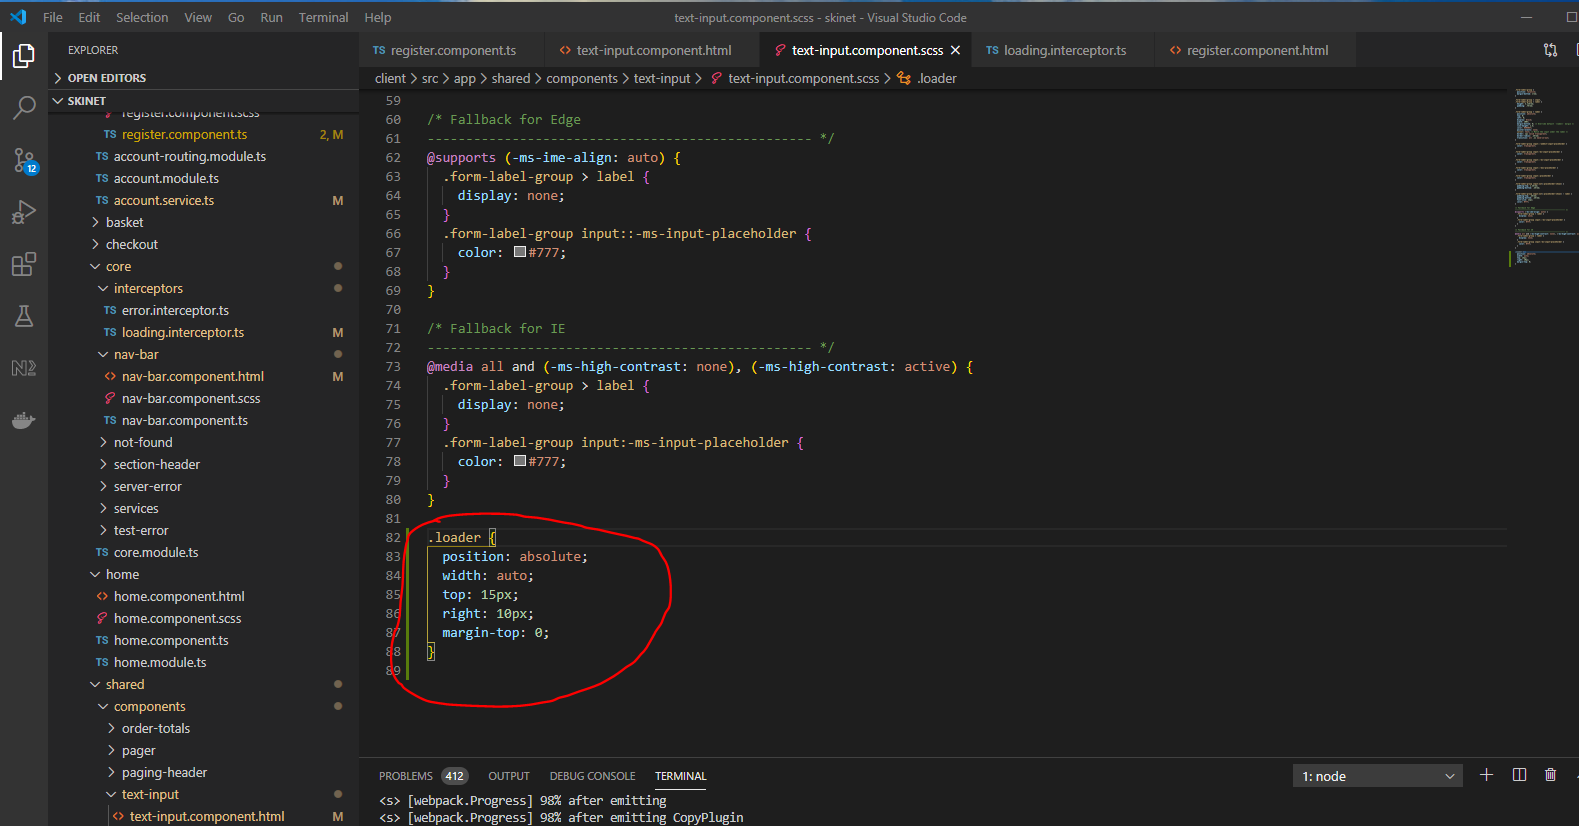 File Edit Selection View Go Run Terminal Help
text-input.component.scss - skinet - Visual Studio Code
EXPLORER
OPEN EDITORS
SKINET
register.component.scss
TS register.component.ts 2, M
TS account-routing.module.ts
TS account.module.ts
TS account.service.ts M
basket
checkout
core
interceptors
TS error.interceptor.ts
TS loading.interceptor.ts M
nav-bar
<> nav-bar.component.html M
nav-bar.component.scss
TS nav-bar.component.ts
not-found
section-header
server-error
services
test-error
TS core.module.ts
home
<> home.component.html
home.component.scss
TS home.component.ts
TS home.module.ts
shared
components
order-totals
pager
paging-header
text-input
<> text-input.component.html M
12
TS register.component.ts <> text-input.component.html text-input.component.scss TS loading.interceptor.ts <> register.component.html
client > src > app > shared > components > text-input > text-input.component.scss > .loader
59
60 /* Fallback for Edge
61 -------------------------------------------------- */
62 @supports (-ms-ime-align: auto) {
63 .form-label-group > label {
64 display: none;
65 }
66 .form-label-group input::-ms-input-placeholder {
67 color: #777;
68 }
69 }
70
71 /* Fallback for IE
72 -------------------------------------------------- */
73 @media all and (-ms-high-contrast: none), (-ms-high-contrast: active) {
74 .form-label-group > label {
75 display: none;
76 }
77 .form-label-group input:-ms-input-placeholder {
78 color: #777;
79 }
80 }
81
82 .loader {
83 position: absolute;
84 width: auto;
85 top: 15px;
86 right: 10px;
87 margin-top: 0;
88 }
89
PROBLEMS 412 OUTPUT DEBUG CONSOLE TERMINAL 1: node
<s> [webpack.Progress] 98% after emitting
<s> [webpack.Progress] 98% after emitting CopyPlugin